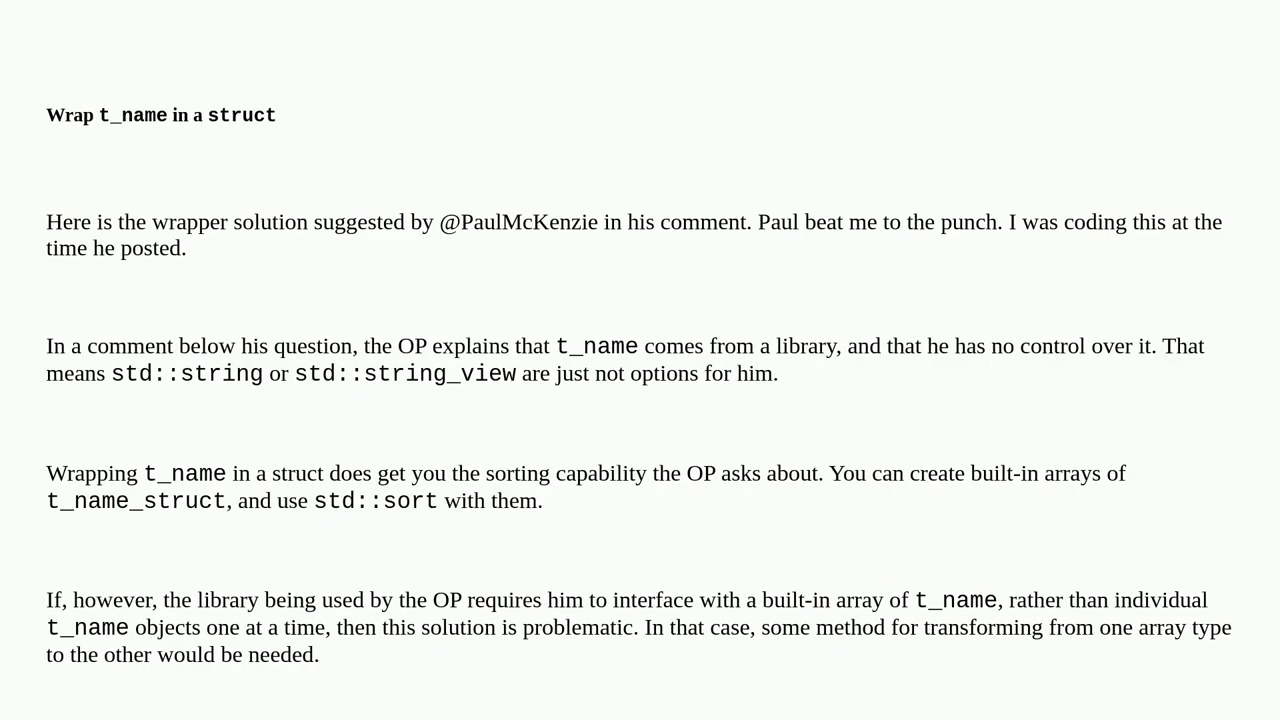 Wrap t_name in a struct
Here is the wrapper solution suggested by @PaulMcKenzie in his comment. Paul beat me to the punch. I was coding this at the
time he posted.
In a comment below his question, the OP explains that t_name comes from a library, and that he has no control over it. That
means std::string or std::string_view are just not options for him.
Wrapping t_name in a struct does get you the sorting capability the OP asks about. You can create built-in arrays of
t_name_struct, and use std::sort with them.
If, however, the library being used by the OP requires him to interface with a built-in array of t_name, rather than individual
t_name objects one at a time, then this solution is problematic. In that case, some method for transforming from one array type
to the other would be needed.